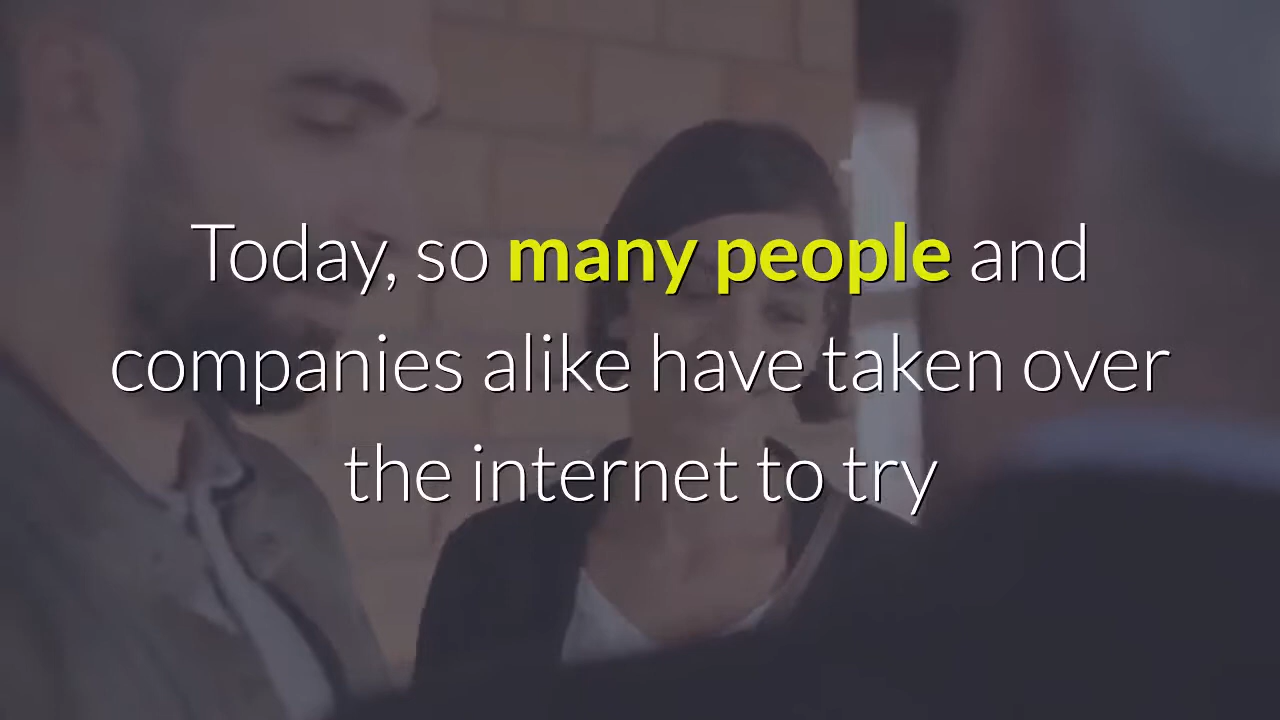 Today, so many people and
companies alike have taken over
the internet to try